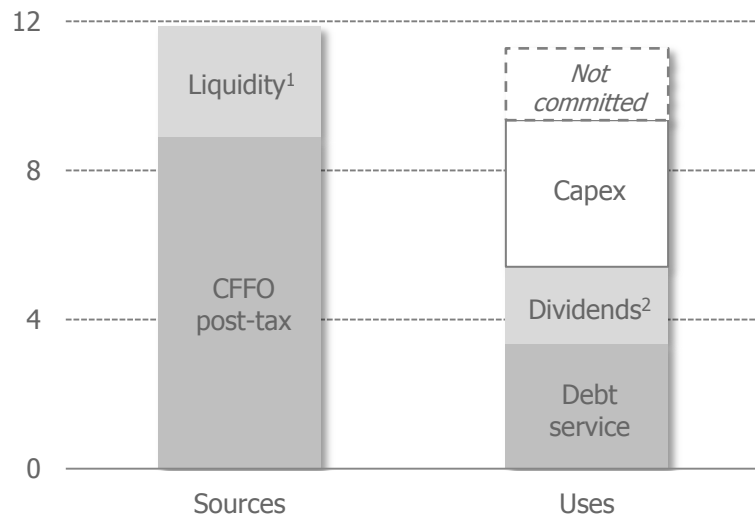 12
Liquidity¹
Not
committed
8
Capex
CFFO
post-tax
4
Dividends²
Debt
service
0
Sources
Uses